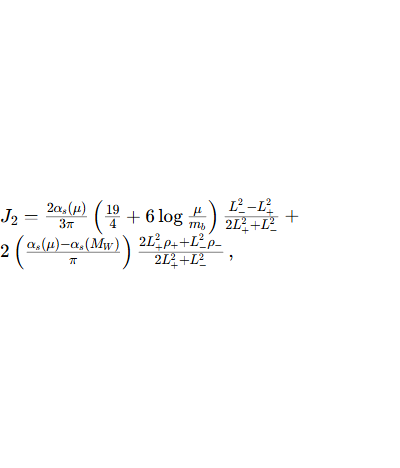 $J_2 = \frac{2\alpha_s(\mu)}{3\pi} \left( \frac{19}{4} + 6 \log \frac{\mu}{m_b} \right) \frac{L_-^2 - L_+^2}{2L_+^2 + L_-^2} +$
$2 \left( \frac{\alpha_s(\mu) - \alpha_s(M_W)}{\pi} \right) \frac{2L_+^2 \rho_+ + L_-^2 \rho_-}{2L_+^2 + L_-^2} \, ,$